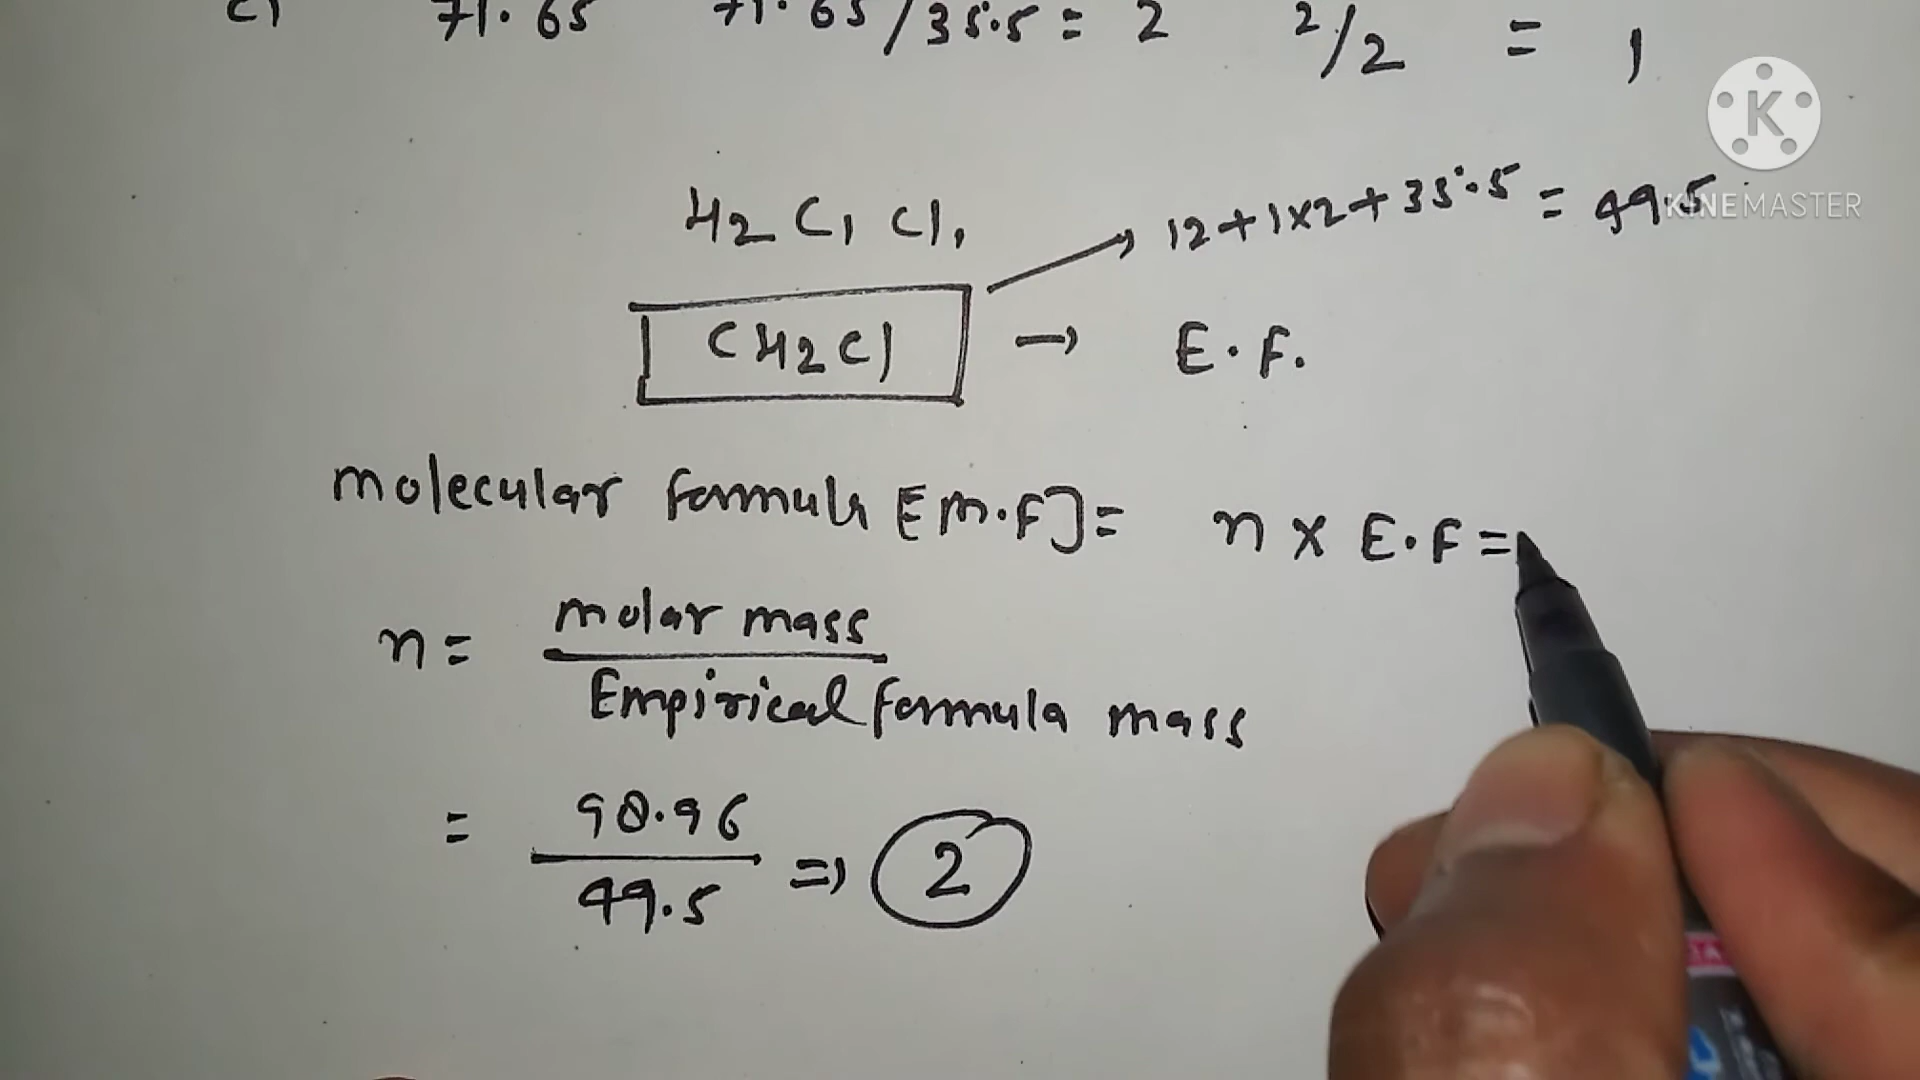 Cl 71.65 71.65/35.5 = 2 2/2 = 1
K
H2 C1 Cl1
12+1×2+35.5 = 49.5
KINEMASTER
CH2Cl → E.F.
molecular formula [M.F] = n × E.F =
n = molar mass
Empirical formula mass
= 98.96
49.5 ⇒ 2